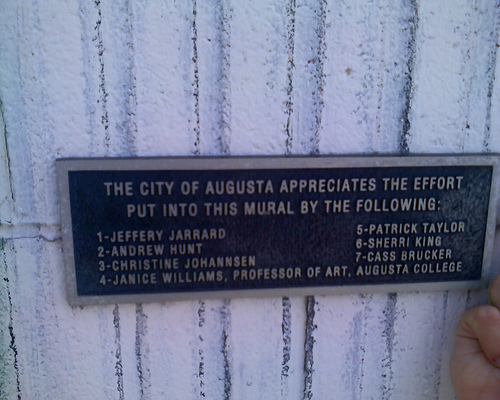 THE CITY OF AUGUSTA APPRECIATES THE EFFORT
PUT INTO THIS MURAL BY THE FOLLOWING:
1-JEFFERY JARRARD
2-ANDREW HUNT
3-CHRISTINE JOHANNSEN
4-JANICE WILLIAMS, PROFESSOR OF ART, AUGUSTA COLLEGE
5-PATRICK TAYLOR
6-SHERRI KING
7-CASS BRUCKER